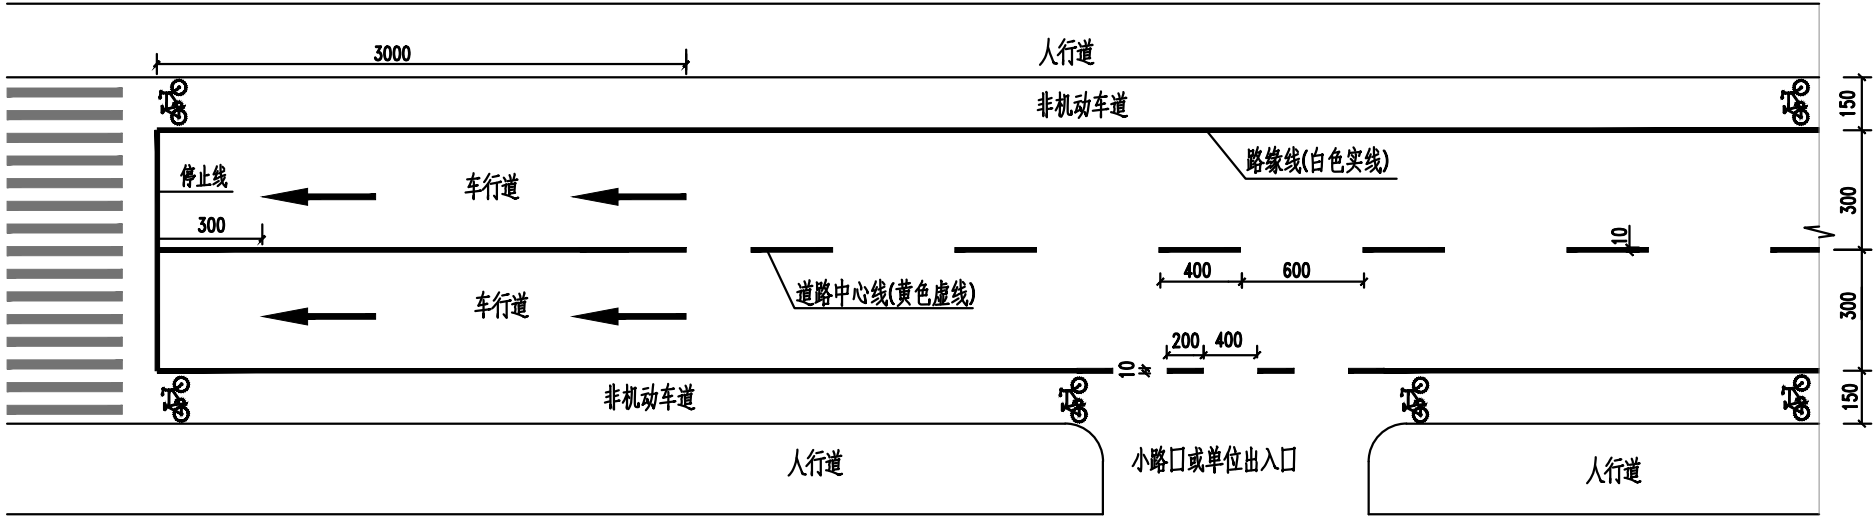 3000
人行道
非机动车道
150
停止线
车行道
路缘线(白色实线)
300
300
10
400
600
道路中心线(黄色虚线)
车行道
300
200
400
10
非机动车道
150
人行道
小路口或单位出入口
人行道